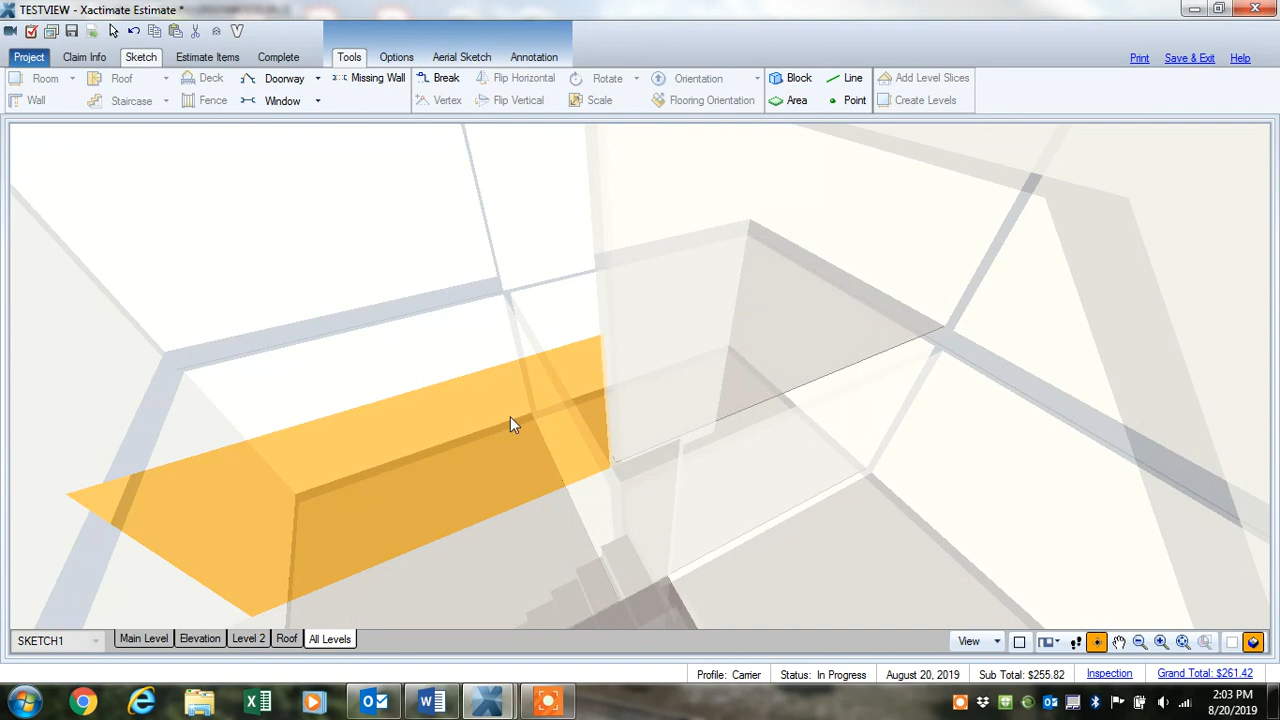 TESTVIEW - Xactimate Estimate *
Project Claim Info Sketch Estimate Items Complete Tools Options Aerial Sketch Annotation Print Save & Exit Help
Room Roof Deck Doorway Missing Wall Break Flip Horizontal Rotate Orientation Block Line Add Level Slices
Wall Staircase Fence Window Vertex Flip Vertical Scale Flooring Orientation Area Point Create Levels
SKETCH1 Main Level Elevation Level 2 Roof All Levels View
Profile: Carrier Status: In Progress August 20, 2019 Sub Total: $255.82 Inspection Grand Total: $261.42
2:03 PM
8/20/2019